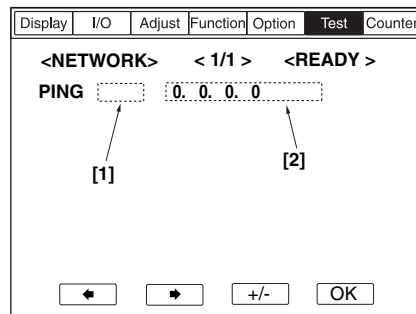 Display I/O Adjust Function Option Test Counter
<NETWORK> < 1/1 > <READY >
PING 0. 0. 0. 0
[1] [2]
+/- OK